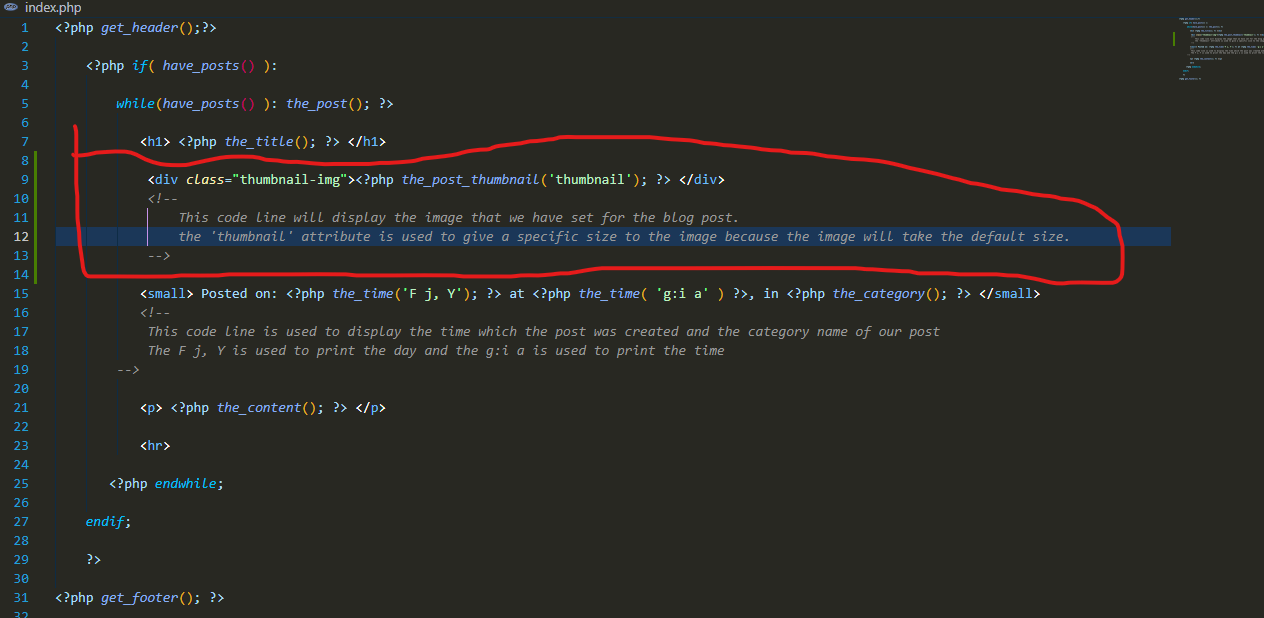 index.php
1 <?php get_header();?>
2
3 <?php if( have_posts() ):
4
5 while(have_posts() ): the_post(); ?>
6
7 <h1> <?php the_title(); ?> </h1>
8
9 <div class="thumbnail-img"><?php the_post_thumbnail('thumbnail'); ?> </div>
10 <!--
11 This code line will display the image that we have set for the blog post.
12 the 'thumbnail' attribute is used to give a specific size to the image because the image will take the default size.
13 -->
14
15 <small> Posted on: <?php the_time('F j, Y'); ?> at <?php the_time( 'g:i a' ) ?>, in <?php the_category(); ?> </small>
16 <!--
17 This code line is used to display the time which the post was created and the category name of our post
18 The F j, Y is used to print the day and the g:i a is used to print the time
19 -->
20
21 <p> <?php the_content(); ?> </p>
22
23 <hr>
24
25 <?php endwhile;
26
27 endif;
28
29 ?>
30
31 <?php get_footer(); ?>
32